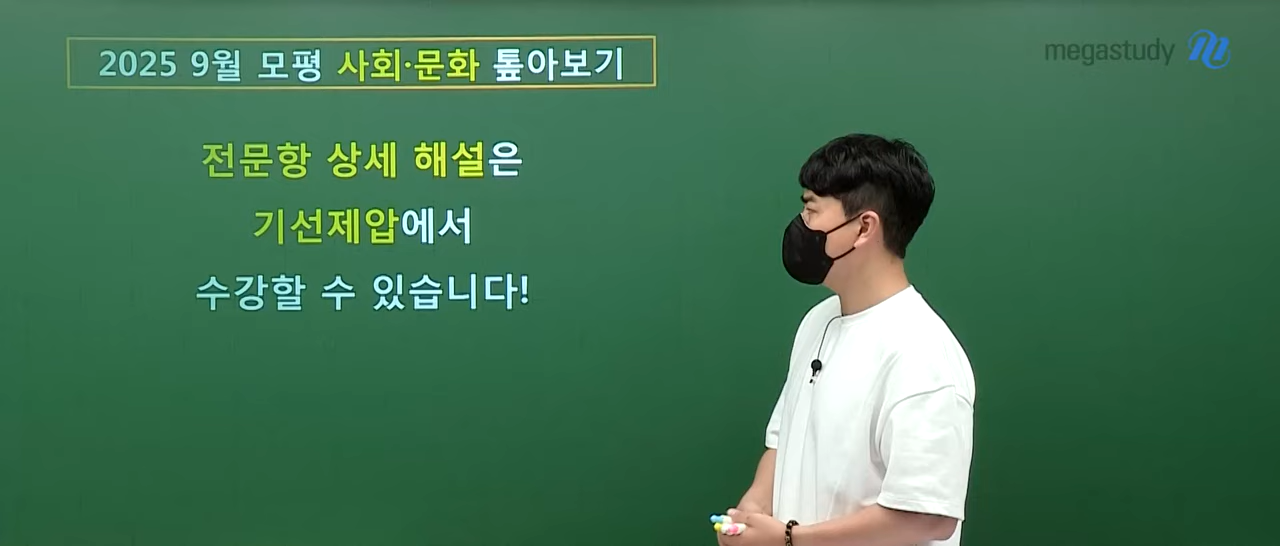 2025 9월 모평 사회·문화 톺아보기
megastudy
전문항 상세 해설은
기선제압에서
수강할 수 있습니다!